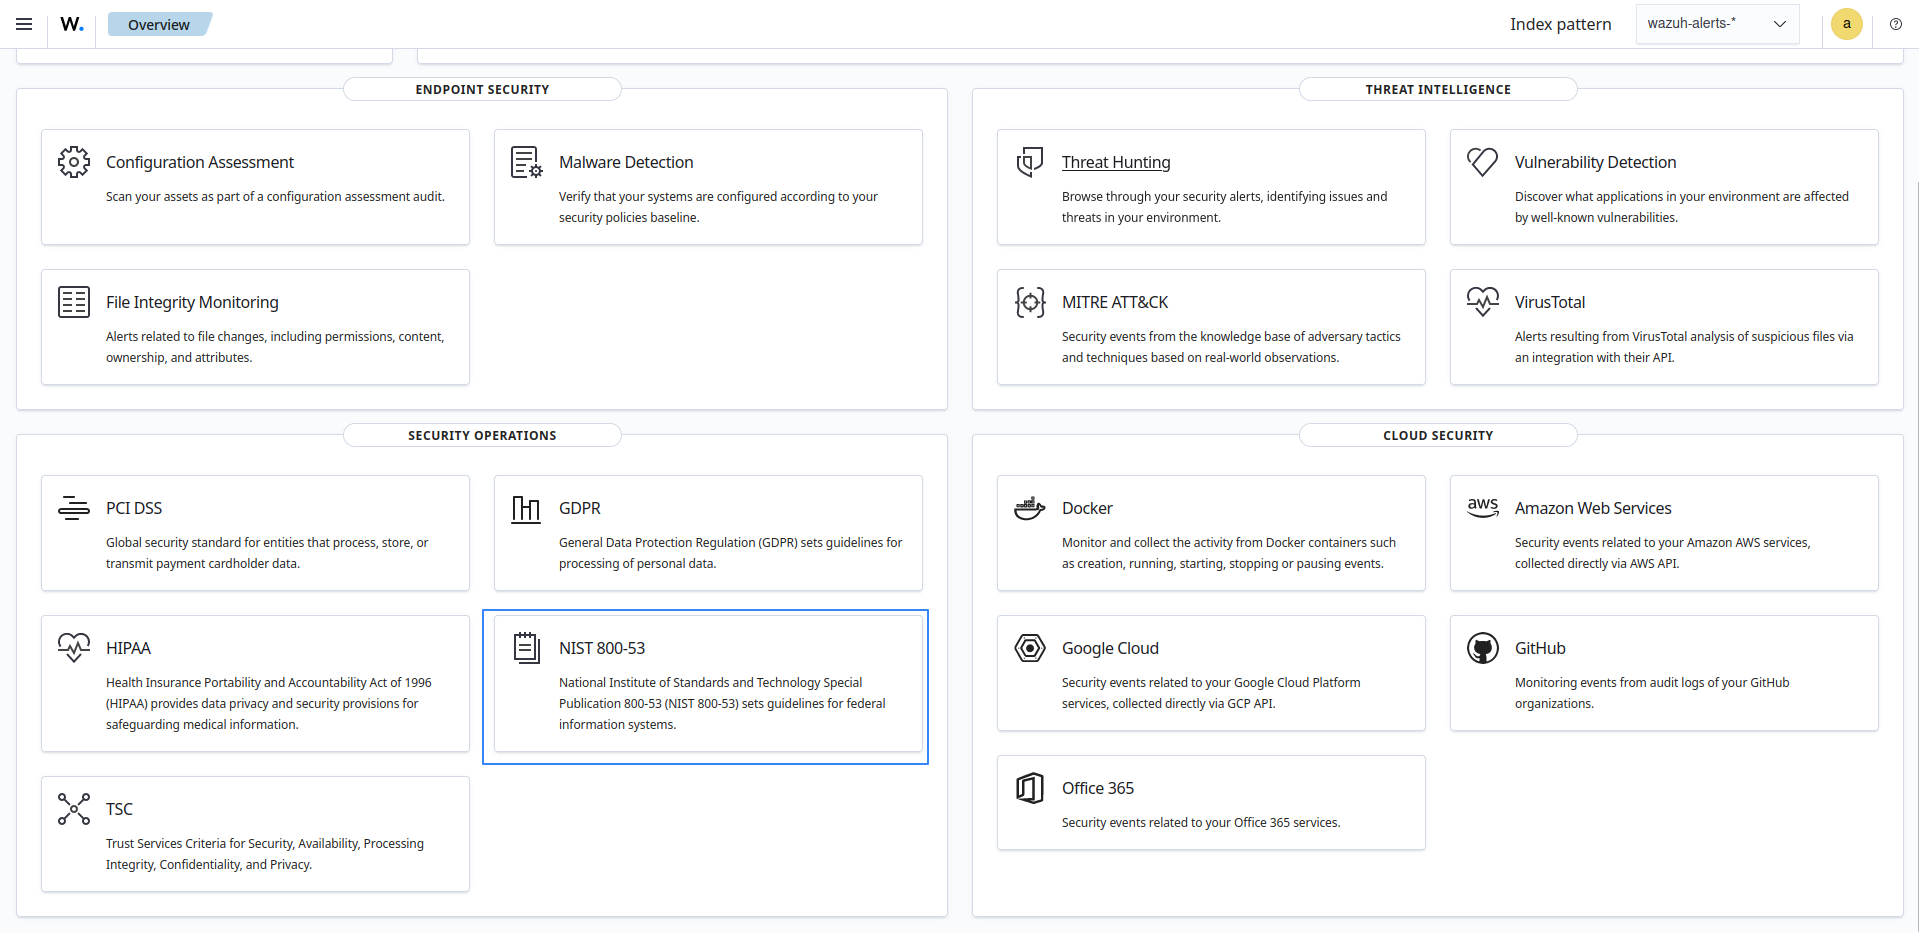 W.
Overview
Index pattern
wazuh-alerts-*
a
ENDPOINT SECURITY
Configuration Assessment
Scan your assets as part of a configuration assessment audit.
Malware Detection
Verify that your systems are configured according to your
security policies baseline.
File Integrity Monitoring
Alerts related to file changes, including permissions, content,
ownership, and attributes.
THREAT INTELLIGENCE
Threat Hunting
Browse through your security alerts, identifying issues and
threats in your environment.
Vulnerability Detection
Discover what applications in your environment are affected
by well-known vulnerabilities.
MITRE ATT&CK
Security events from the knowledge base of adversary tactics
and techniques based on real-world observations.
VirusTotal
Alerts resulting from VirusTotal analysis of suspicious files via
an integration with their API.
SECURITY OPERATIONS
PCI DSS
Global security standard for entities that process, store, or
transmit payment cardholder data.
GDPR
General Data Protection Regulation (GDPR) sets guidelines for
processing of personal data.
HIPAA
Health Insurance Portability and Accountability Act of 1996
(HIPAA) provides data privacy and security provisions for
safeguarding medical information.
NIST 800-53
National Institute of Standards and Technology Special
Publication 800-53 (NIST 800-53) sets guidelines for federal
information systems.
TSC
Trust Services Criteria for Security, Availability, Processing
Integrity, Confidentiality, and Privacy.
CLOUD SECURITY
Docker
Monitor and collect the activity from Docker containers such
as creation, running, starting, stopping or pausing events.
aws
Amazon Web Services
Security events related to your Amazon AWS services,
collected directly via AWS API.
Google Cloud
Security events related to your Google Cloud Platform
services, collected directly via GCP API.
GitHub
Monitoring events from audit logs of your GitHub
organizations.
Office 365
Security events related to your Office 365 services.